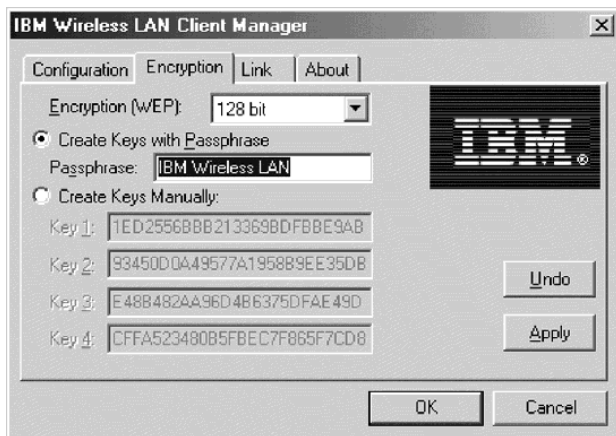 IBM Wireless LAN Client Manager
Configuration Encryption Link About
Encryption (WEP): 128 bit
Create Keys with Passphrase
Passphrase: IBM Wireless LAN
Create Keys Manually:
Key 1: 1ED2556BBB213369BDFBBE9AB
Key 2: 93450D0A49577A1958B9EE35DB
Key 3: E48B482AA96D4B6375DFAE49D
Key 4: CFFA523480B5FBEC7F865F7CD8
IBM®
Undo
Apply
OK Cancel